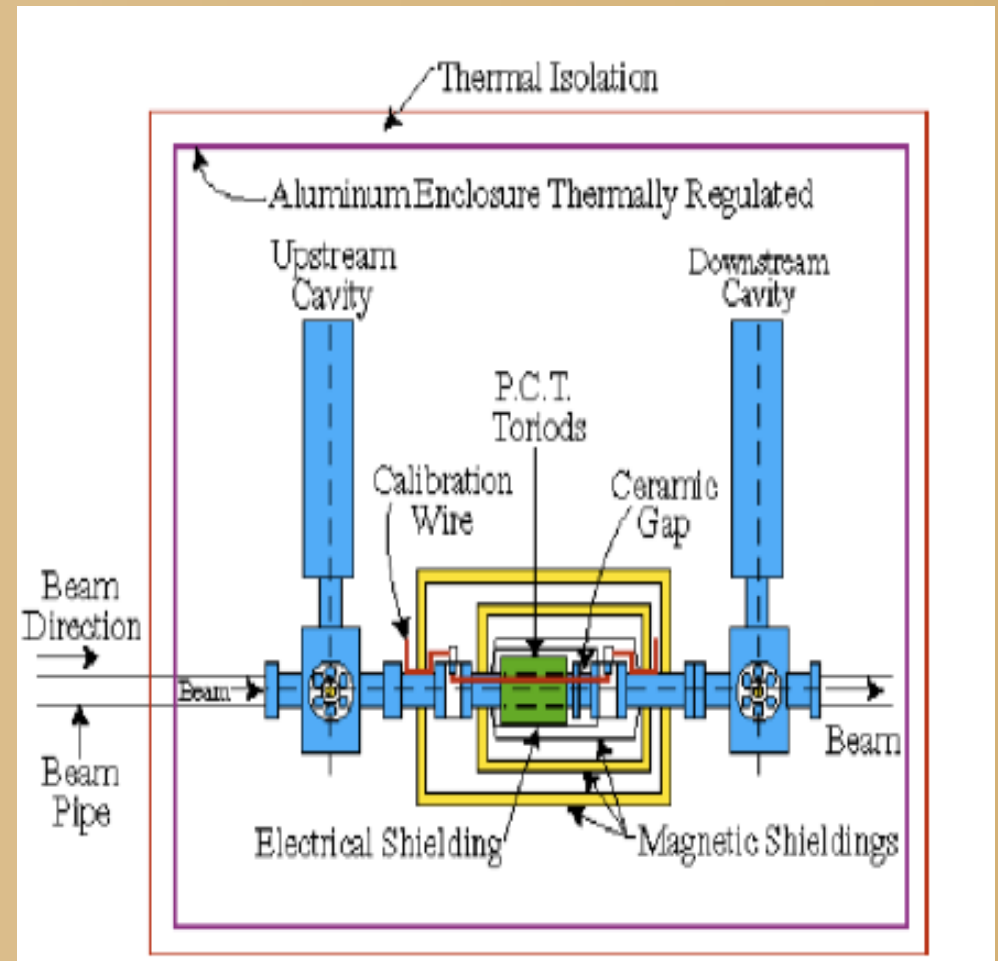 Thermal Isolation
Aluminum Enclosure Thermally Regulated
Upstream
Cavity
Downstream
Cavity
P.C.T.
Toriods
Calibration
Wire
Ceramic
Gap
Beam
Direction
Beam
Beam
Beam
Pipe
Electrical Shielding
Magnetic Shieldings